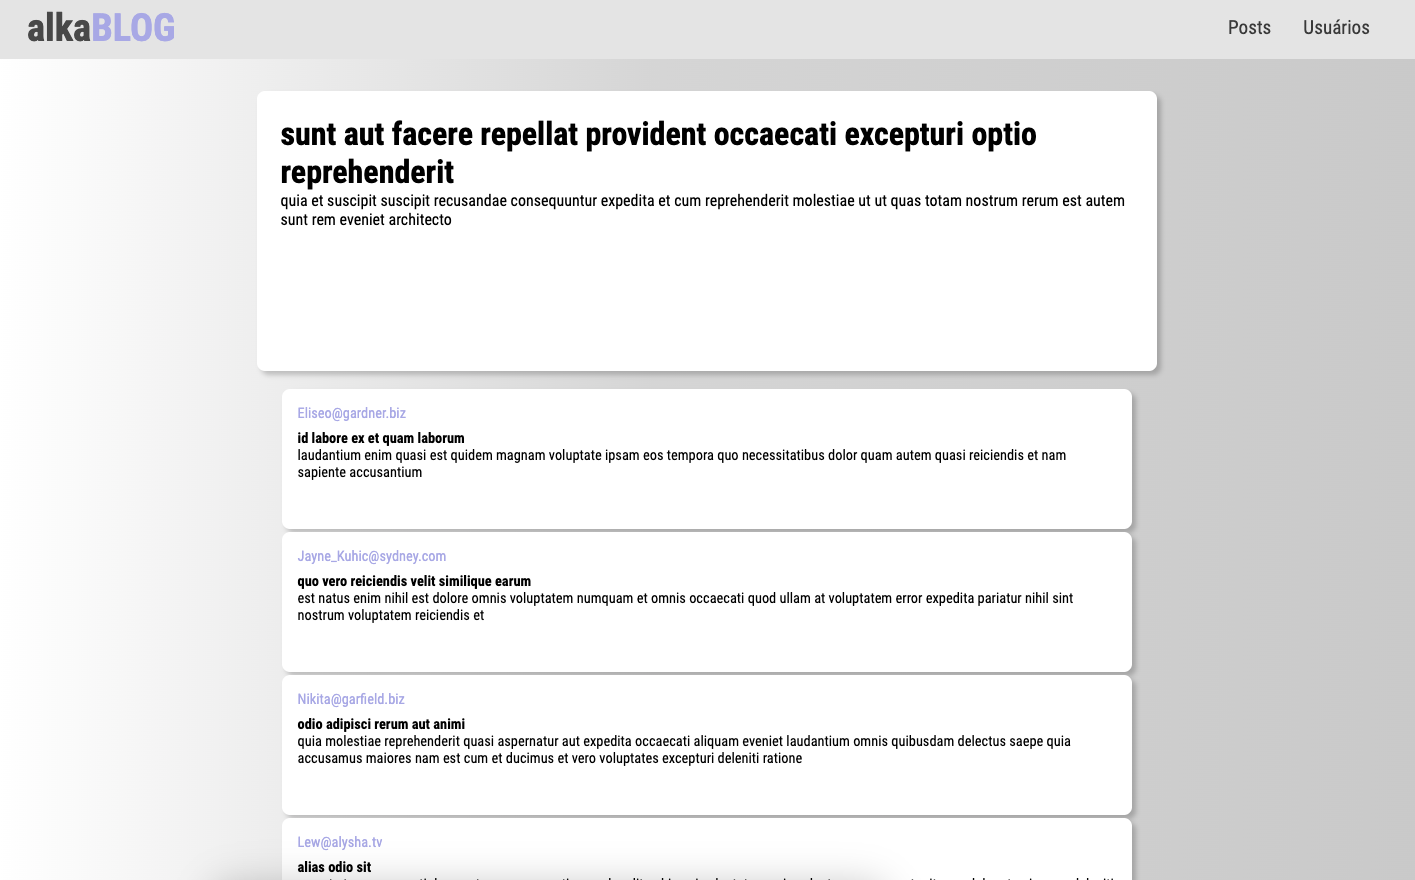 alkaBLOG
Posts
Usuários
sunt aut facere repellat provident occaecati excepturi optio
reprehenderit
quia et suscipit suscipit recusandae consequuntur expedita et cum reprehenderit molestiae ut ut quas totam nostrum rerum est autem
sunt rem eveniet architecto
Eliseo@gardner.biz
id labore ex et quam laborum
laudantium enim quasi est quidem magnam voluptate ipsam eos tempora quo necessitatibus dolor quam autem quasi reiciendis et nam
sapiente accusantium
Jayne_Kuhic@sydney.com
quo vero reiciendis velit similique earum
est natus enim nihil est dolore omnis voluptatem numquam et omnis occaecati quod ullam at voluptatem error expedita pariatur nihil sint
nostrum voluptatem reiciendis et
Nikita@garfield.biz
odio adipisci rerum aut animi
quia molestiae reprehenderit quasi aspernatur aut expedita occaecati aliquam eveniet laudantium omnis quibusdam delectus saepe quia
accusamus maiores nam est cum et ducimus et vero voluptates excepturi deleniti ratione
Lew@alysha.tv
alias odio sit